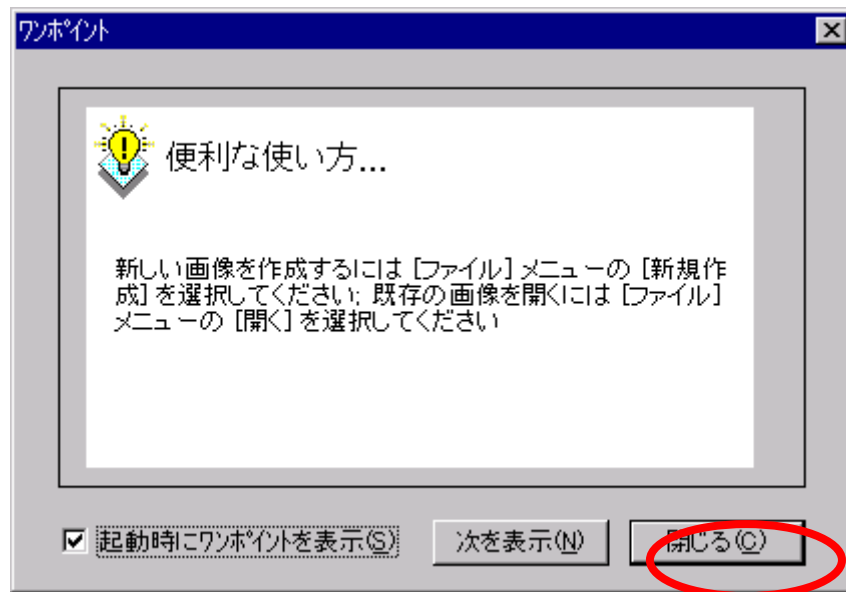 ワンポイント
便利な使い方...
新しい画像を作成するには [ファイル] メニューの [新規作
成] を選択してください; 既存の画像を開くには [ファイル]
メニューの [開く] を選択してください
起動時にワンポイントを表示(S)
次を表示(N)
閉じる(C)